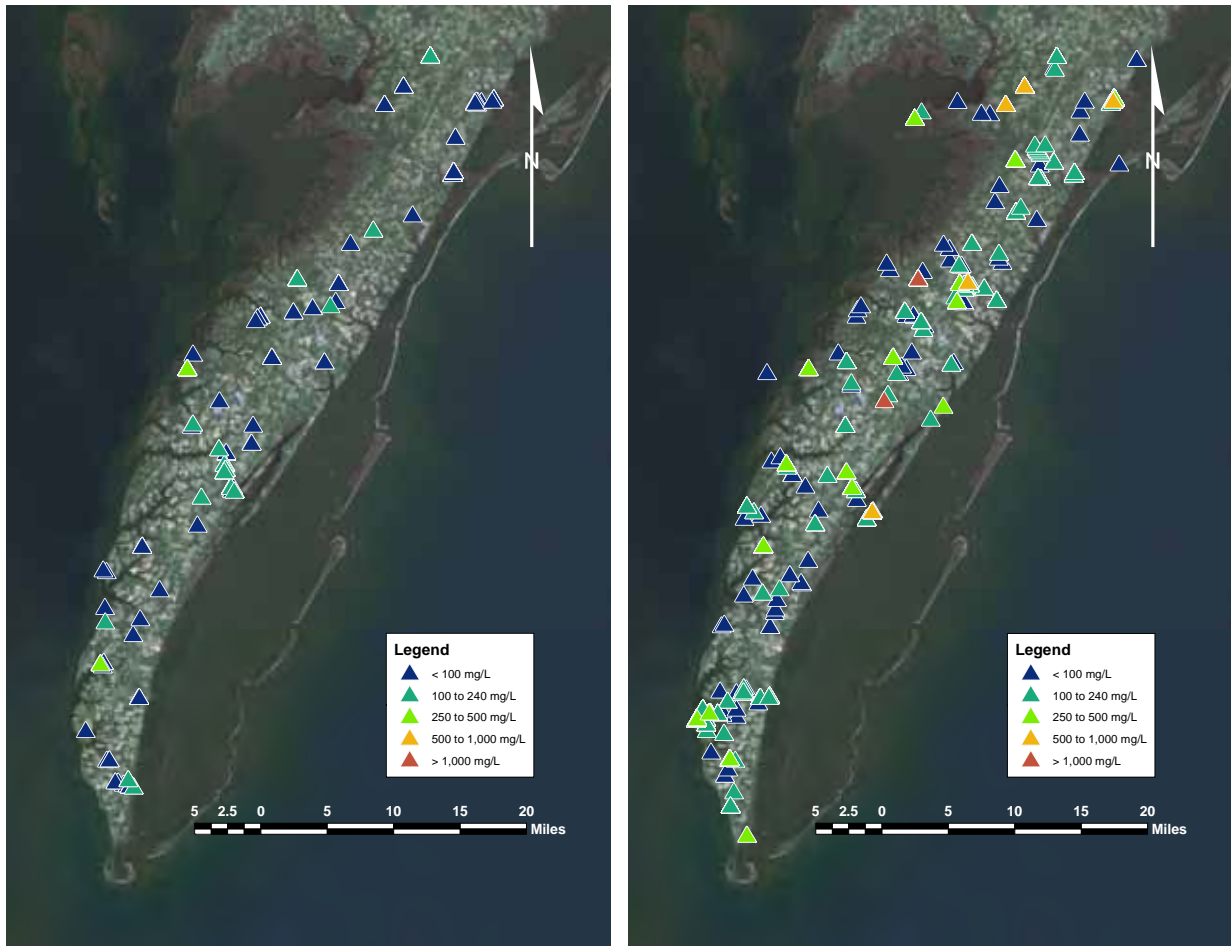 N
Legend
< 100 mg/L
100 to 240 mg/L
250 to 500 mg/L
500 to 1,000 mg/L
> 1,000 mg/L
5 2.5 0 5 10 15 20
Miles
N
Legend
< 100 mg/L
100 to 240 mg/L
250 to 500 mg/L
500 to 1,000 mg/L
> 1,000 mg/L
5 2.5 0 5 10 15 20
Miles